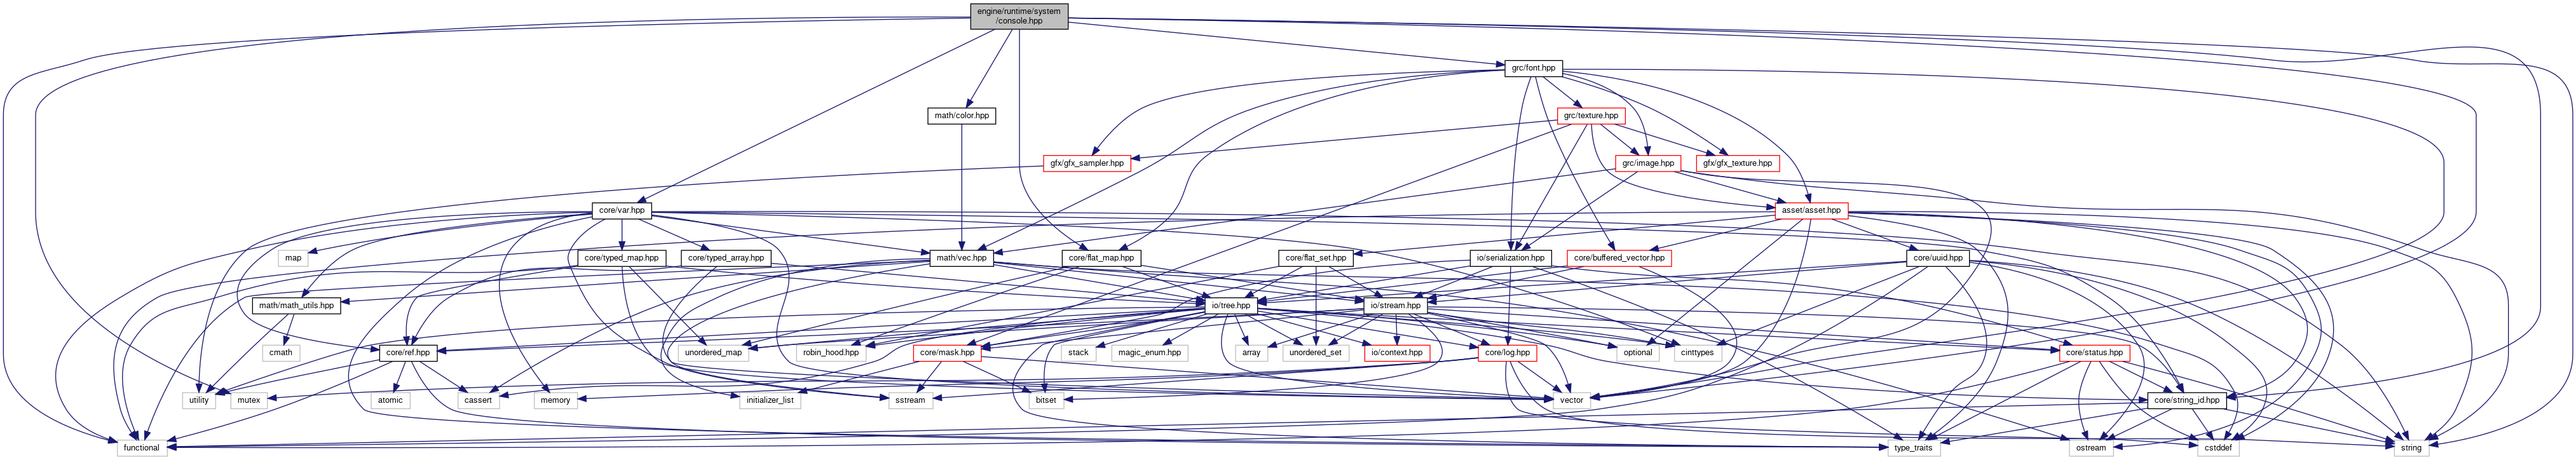 engine/runtime/system
/console.hpp
grc/font.hpp
math/color.hpp
grc/texture.hpp
gfx/gfx_sampler.hpp
grc/image.hpp
gfx/gfx_texture.hpp
core/var.hpp
asset/asset.hpp
map
core/typed_map.hpp
core/typed_array.hpp
math/vec.hpp
core/flat_map.hpp
core/flat_set.hpp
io/serialization.hpp
core/buffered_vector.hpp
core/uuid.hpp
math/math_utils.hpp
io/tree.hpp
io/stream.hpp
cmath
core/ref.hpp
unordered_map
robin_hood.hpp
core/mask.hpp
stack
magic_enum.hpp
array
unordered_set
io/context.hpp
core/log.hpp
optional
cinttypes
core/status.hpp
utility
mutex
atomic
cassert
memory
initializer_list
sstream
bitset
vector
core/string_id.hpp
functional
type_traits
ostream
cstddef
string